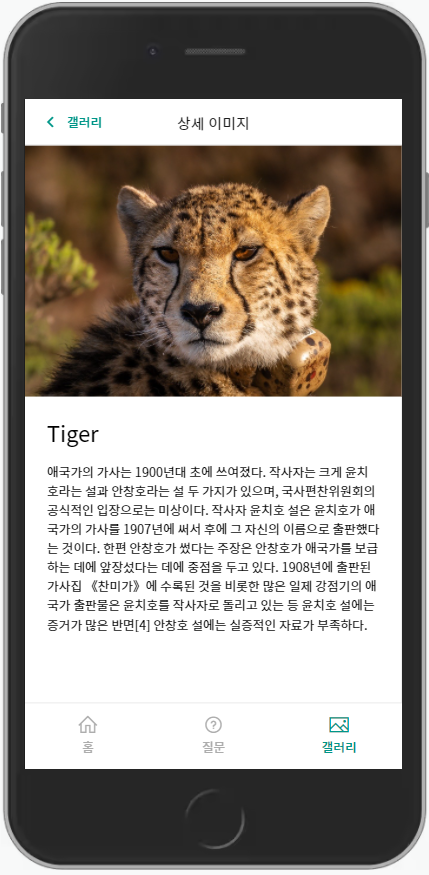 갤러리
상세 이미지
Tiger
애국가의 가사는 1900년대 초에 쓰여졌다. 작사자는 크게 윤치
호라는 설과 안창호라는 설 두 가지가 있으며, 국사편찬위원회의
공식적인 입장으로는 미상이다. 작사자 윤치호 설은 윤치호가 애
국가의 가사를 1907년에 써서 후에 그 자신의 이름으로 출판했다
는 것이다. 한편 안창호가 썼다는 주장은 안창호가 애국가를 보급
하는 데에 앞장섰다는 데에 중점을 두고 있다. 1908년에 출판된
가사집 《찬미가》에 수록된 것을 비롯한 많은 일제 강점기의 애
국가 출판물은 윤치호를 작사자로 돌리고 있는 등 윤치호 설에는
증거가 많은 반면[4] 안창호 설에는 실증적인 자료가 부족하다.
홈
질문
갤러리